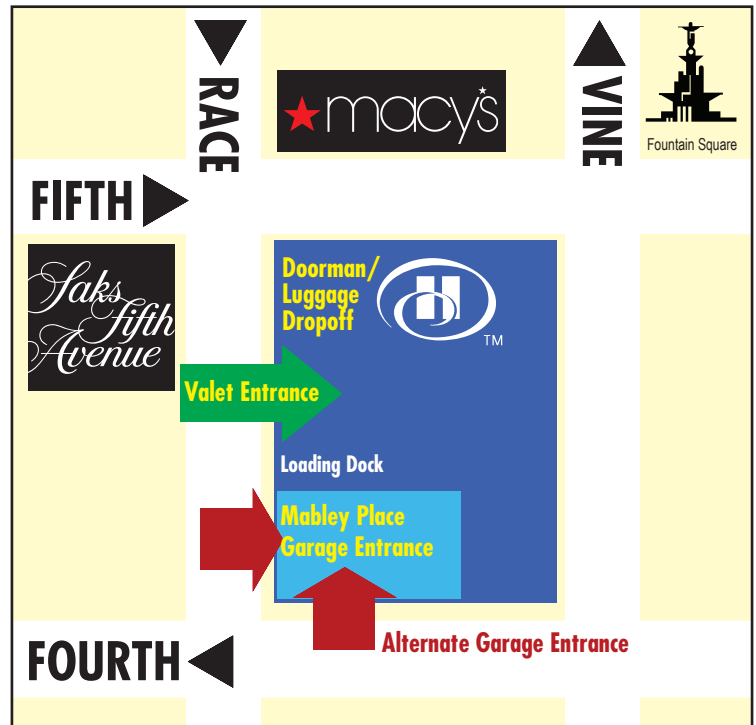 RACE
★macy's
VINE
Fountain Square
FIFTH
Saks
Fifth
Avenue
Doorman/
Luggage
Dropoff
H
TM
Valet Entrance
Loading Dock
Mabley Place
Garage Entrance
Alternate Garage Entrance
FOURTH